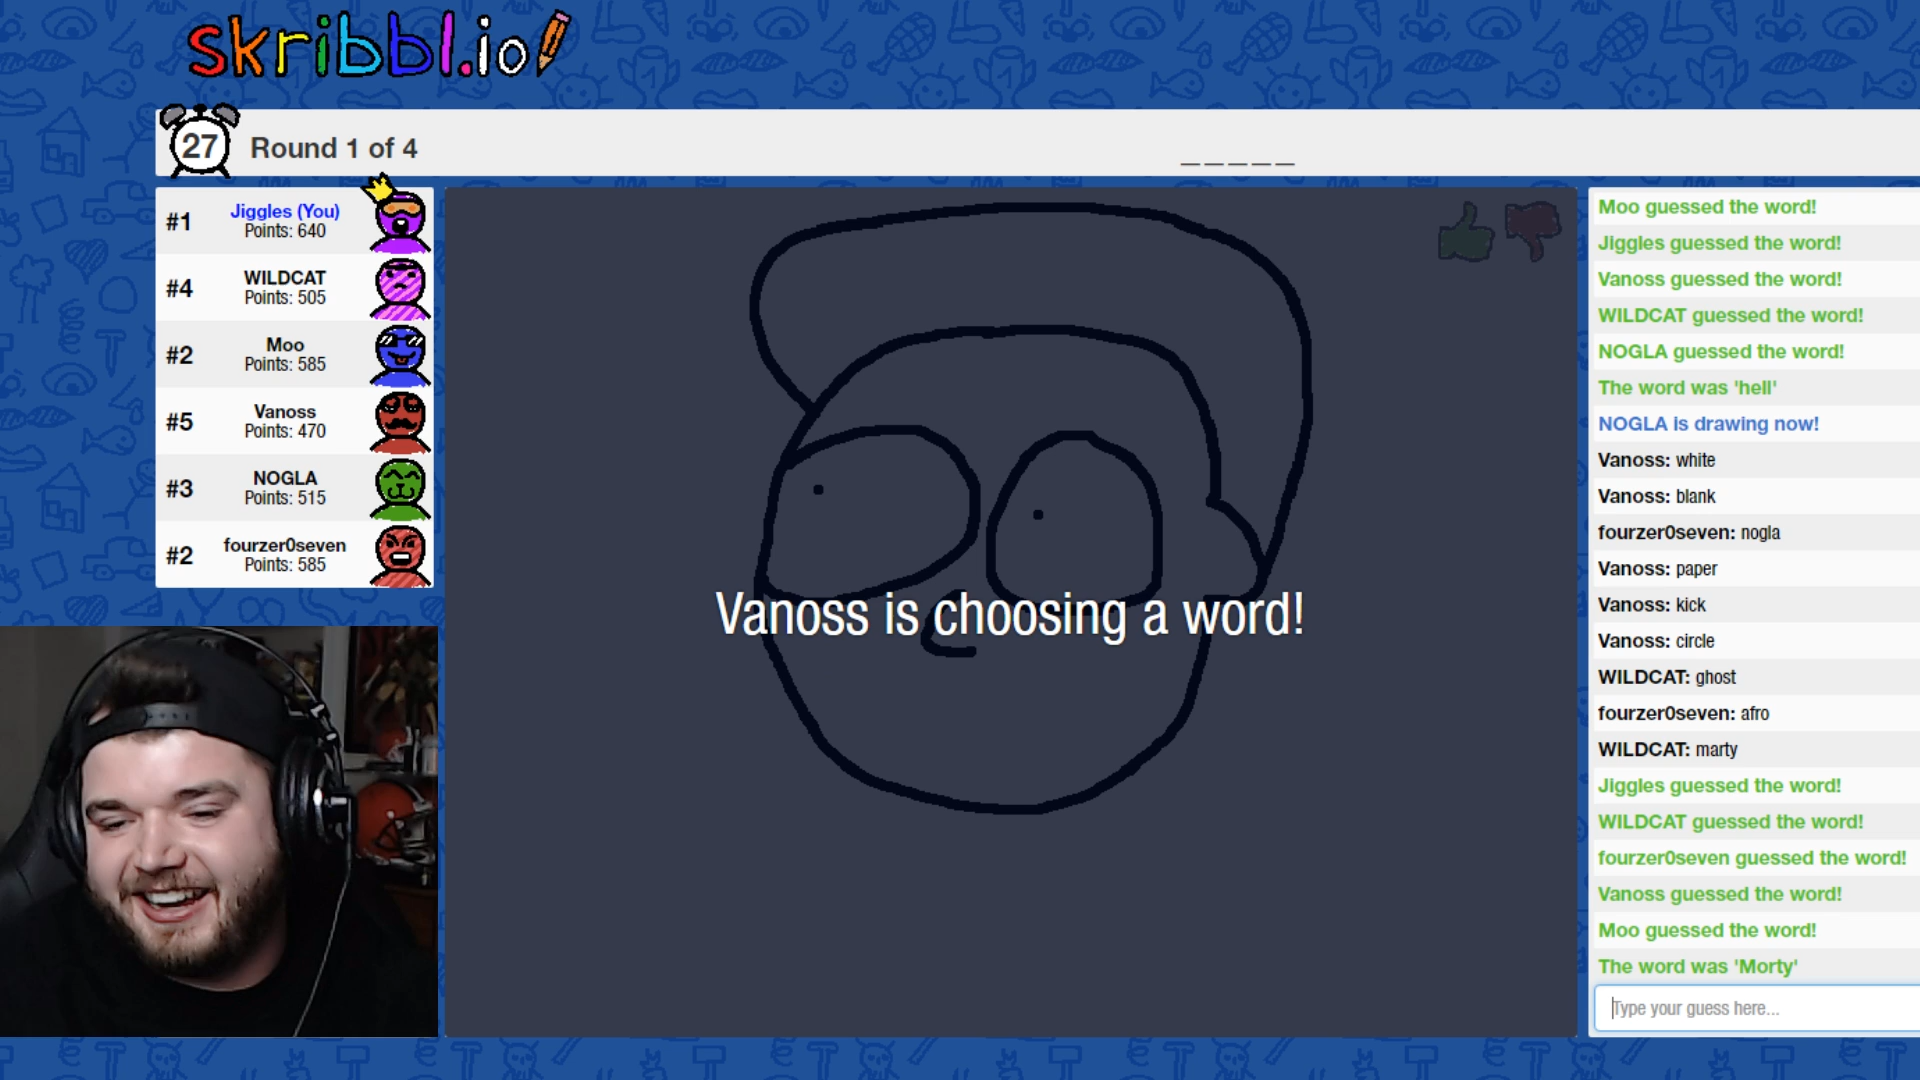 skribbl.io
27
Round 1 of 4
_____
#1
Jiggles (You)
Points: 640
#4
WILDCAT
Points: 505
#2
Moo
Points: 585
#5
Vanoss
Points: 470
#3
NOGLA
Points: 515
#2
fourzer0seven
Points: 585
Vanoss is choosing a word!
Moo guessed the word!
Jiggles guessed the word!
Vanoss guessed the word!
WILDCAT guessed the word!
NOGLA guessed the word!
The word was 'hell'
NOGLA is drawing now!
Vanoss: white
Vanoss: blank
fourzer0seven: nogla
Vanoss: paper
Vanoss: kick
Vanoss: circle
WILDCAT: ghost
fourzer0seven: afro
WILDCAT: marty
Jiggles guessed the word!
WILDCAT guessed the word!
fourzer0seven guessed the word!
Vanoss guessed the word!
Moo guessed the word!
The word was 'Morty'
Type your guess here...